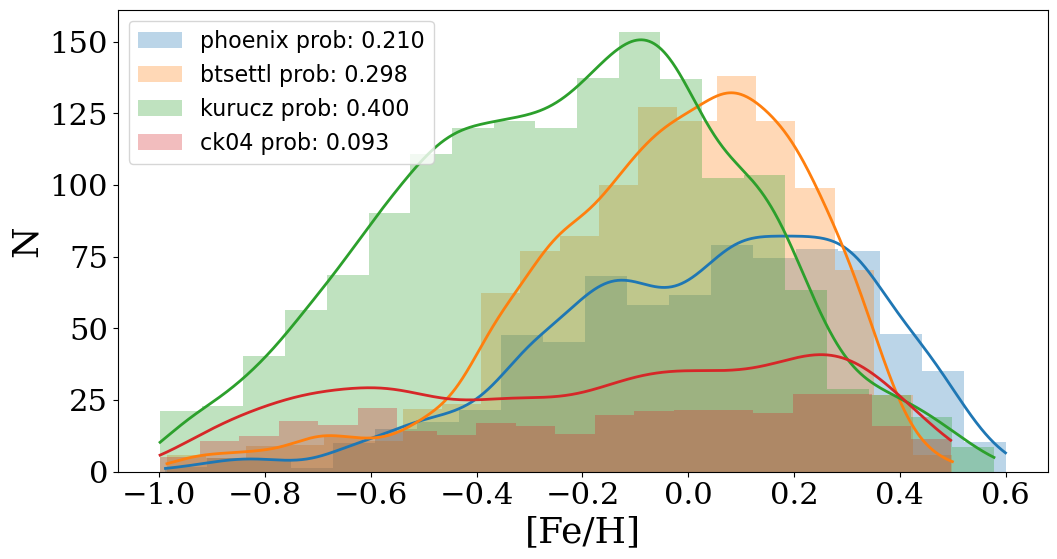 phoenix prob: 0.210
btsettl prob: 0.298
kurucz prob: 0.400
ck04 prob: 0.093
150
125
100
75
50
25
0
N
−1.0 −0.8 −0.6 −0.4 −0.2 0.0 0.2 0.4 0.6
[Fe/H]